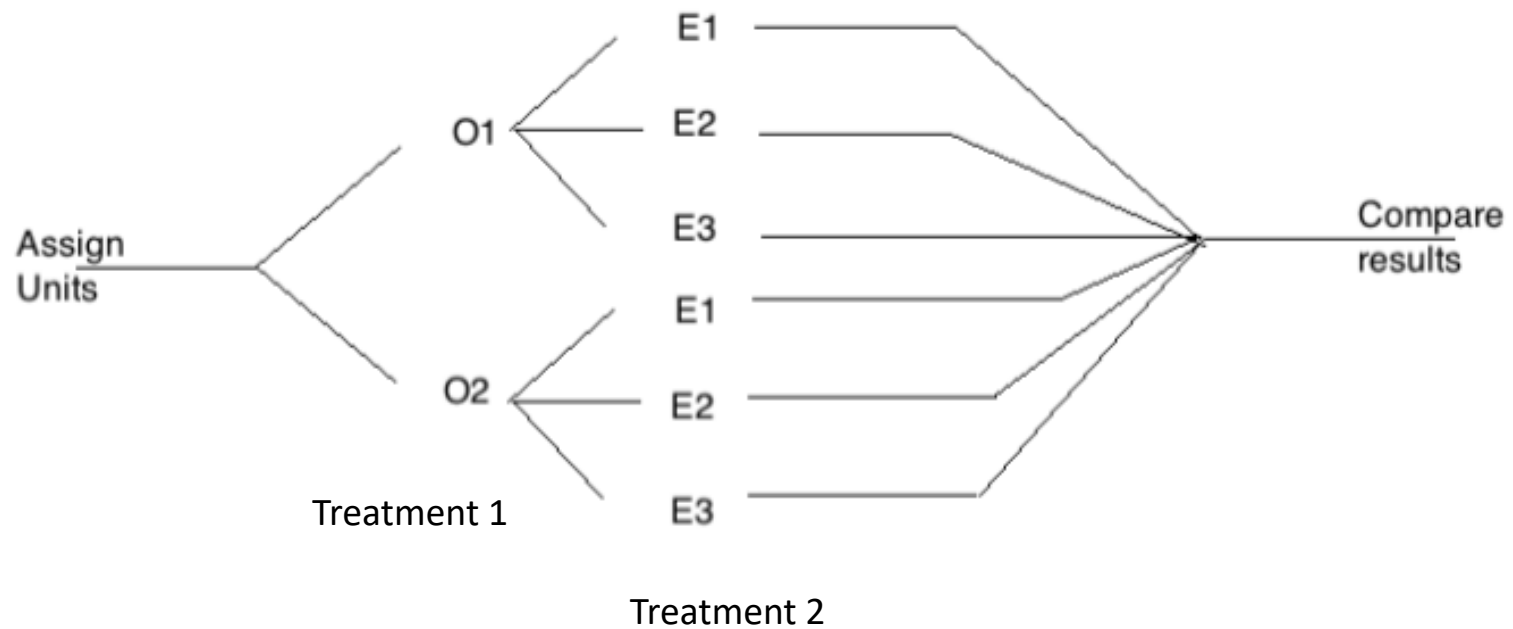 Assign
Units
O1
O2
E1
E2
E3
E1
E2
E3
Compare
results
Treatment 1
Treatment 2